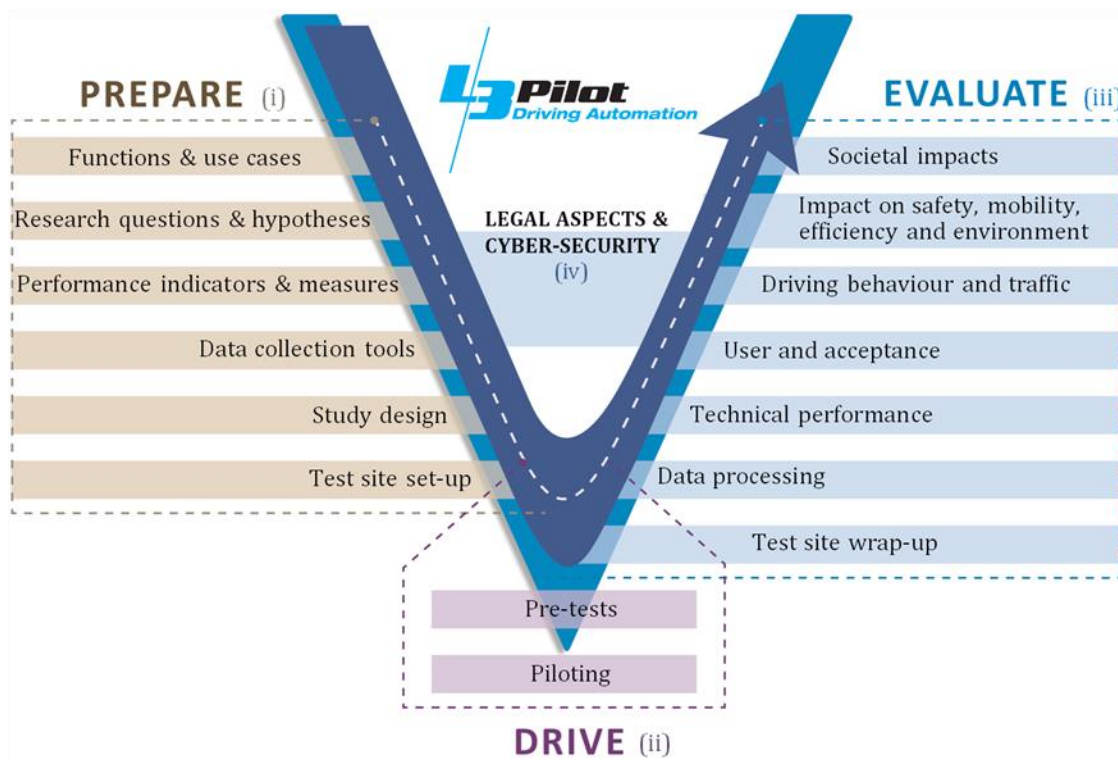 L3Pilot
Driving Automation
PREPARE (i)
Functions & use cases
Research questions & hypotheses
Performance indicators & measures
Data collection tools
Study design
Test site set-up
LEGAL ASPECTS &
CYBER-SECURITY
(iv)
EVALUATE (iii)
Societal impacts
Impact on safety, mobility,
efficiency and environment
Driving behaviour and traffic
User and acceptance
Technical performance
Data processing
Test site wrap-up
Pre-tests
Piloting
DRIVE (ii)